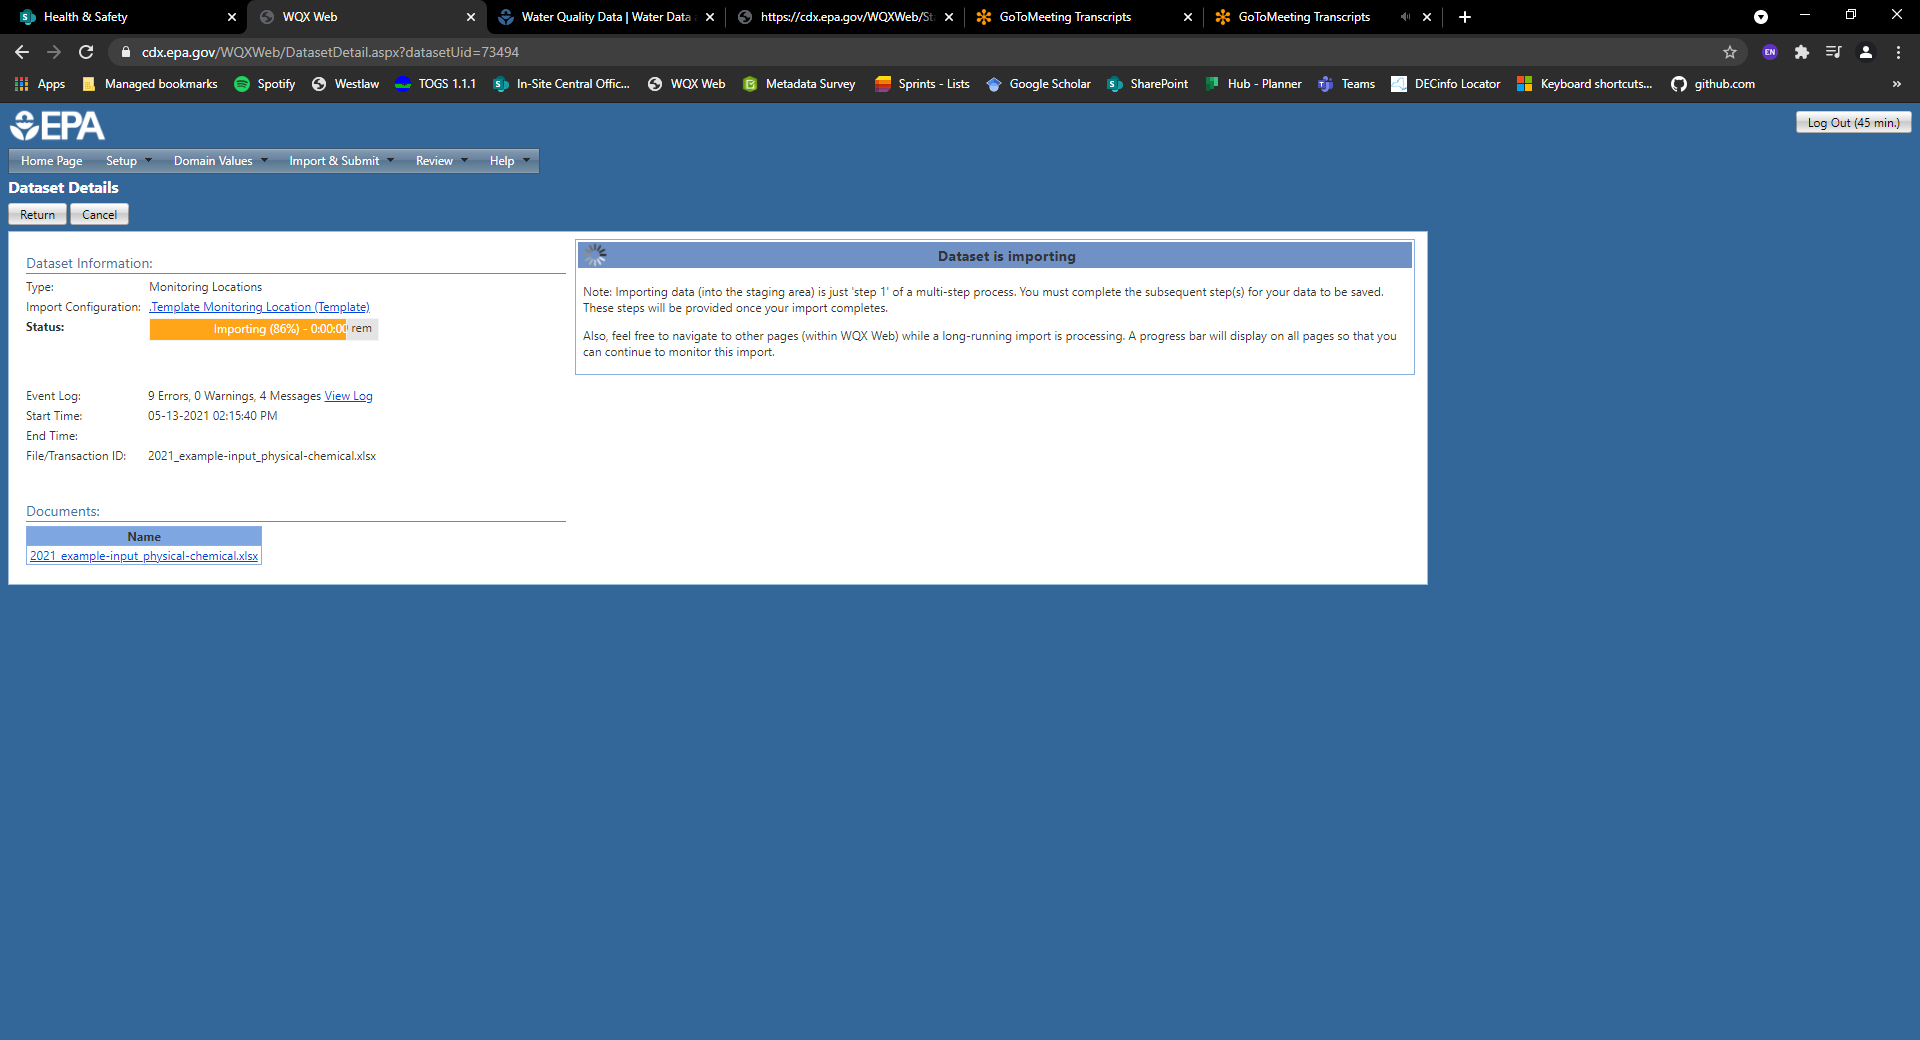 Health & Safety
WQX Web
Water Quality Data | Water Data
https://cdx.epa.gov/WQXWeb/St
GoToMeeting Transcripts
GoToMeeting Transcripts
cdx.epa.gov/WQXWeb/DatasetDetail.aspx?datasetUid=73494
EN
Apps
Managed bookmarks
Spotify
Westlaw
TOGS 1.1.1
In-Site Central Offic...
WQX Web
Metadata Survey
Sprints - Lists
Google Scholar
SharePoint
Hub - Planner
Teams
DECinfo Locator
Keyboard shortcuts...
github.com
»
EPA
Log Out (45 min.)
Home Page
Setup
Domain Values
Import & Submit
Review
Help
Dataset Details
Return
Cancel
Dataset Information:
Type: Monitoring Locations
Import Configuration: .Template Monitoring Location (Template)
Status: Importing (86%) - 0:00:00 rem
Event Log: 9 Errors, 0 Warnings, 4 Messages View Log
Start Time: 05-13-2021 02:15:40 PM
End Time:
File/Transaction ID: 2021_example-input_physical-chemical.xlsx
Documents:
Name
2021_example-input_physical-chemical.xlsx
Dataset is importing
Note: Importing data (into the staging area) is just 'step 1' of a multi-step process. You must complete the subsequent step(s) for your data to be saved.
These steps will be provided once your import completes.
Also, feel free to navigate to other pages (within WQX Web) while a long-running import is processing. A progress bar will display on all pages so that you
can continue to monitor this import.